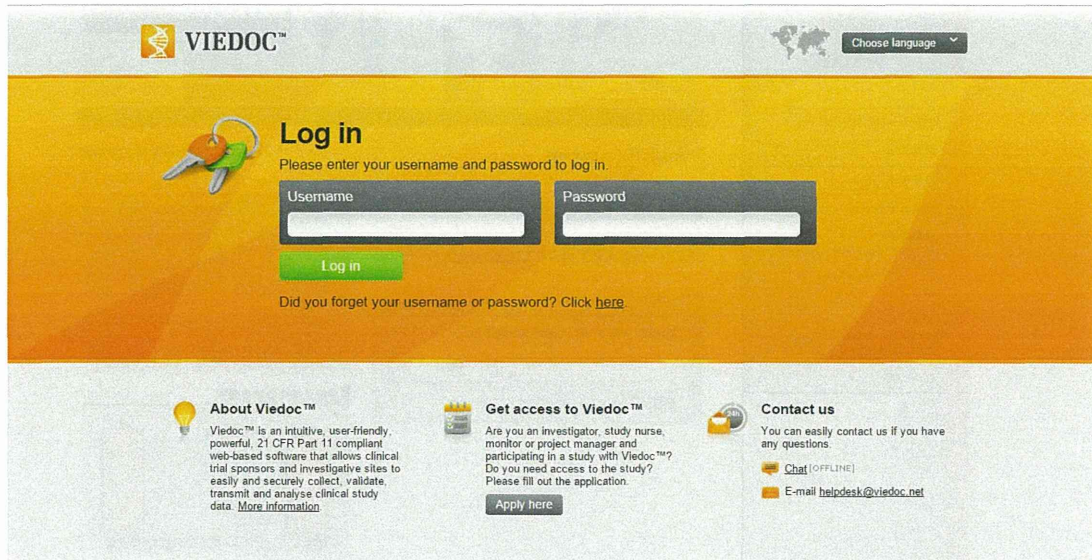 VIEDOC™
Choose language
Log in
Please enter your username and password to log in.
Username
Password
Log in
Did you forget your username or password? Click here.
About Viedoc™
Viedoc™ is an intuitive, user-friendly,
powerful, 21 CFR Part 11 compliant
web-based software that allows clinical
trial sponsors and investigative sites to
easily and securely collect, validate,
transmit and analyse clinical study
data. More information.
Get access to Viedoc™
Are you an investigator, study nurse,
monitor or project manager and
participating in a study with Viedoc™?
Do you need access to the study?
Please fill out the application.
Apply here
24h
Contact us
You can easily contact us if you have
any questions.
Chat [OFFLINE]
E-mail helpdesk@viedoc.net